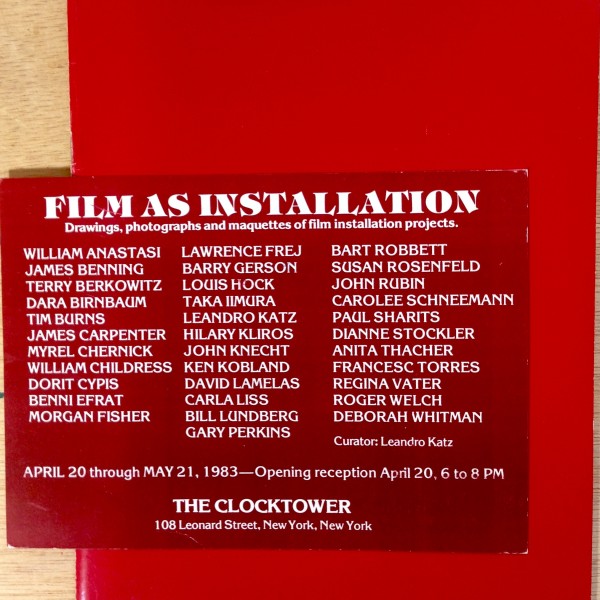 FILM AS INSTALLATION
Drawings, photographs and maquettes of film installation projects.
WILLIAM ANASTASI
JAMES BENNING
TERRY BERKOWITZ
DARA BIRNBAUM
TIM BURNS
JAMES CARPENTER
MYREL CHERNICK
WILLIAM CHILDRESS
DORIT CYPIS
BENNI EFRAT
MORGAN FISHER
LAWRENCE FREJ
BARRY GERSON
LOUIS HOCK
TAKA IIMURA
LEANDRO KATZ
HILARY KLIROS
JOHN KNECHT
KEN KOBLAND
DAVID LAMELAS
CARLA LISS
BILL LUNDBERG
GARY PERKINS
BART ROBBETT
SUSAN ROSENFELD
JOHN RUBIN
CAROLEE SCHNEEMANN
PAUL SHARITS
DIANNE STOCKLER
ANITA THACHER
FRANCESC TORRES
REGINA VATER
ROGER WELCH
DEBORAH WHITMAN
Curator: Leandro Katz
APRIL 20 through MAY 21, 1983—Opening reception April 20, 6 to 8 PM
THE CLOCKTOWER
108 Leonard Street, New York, New York